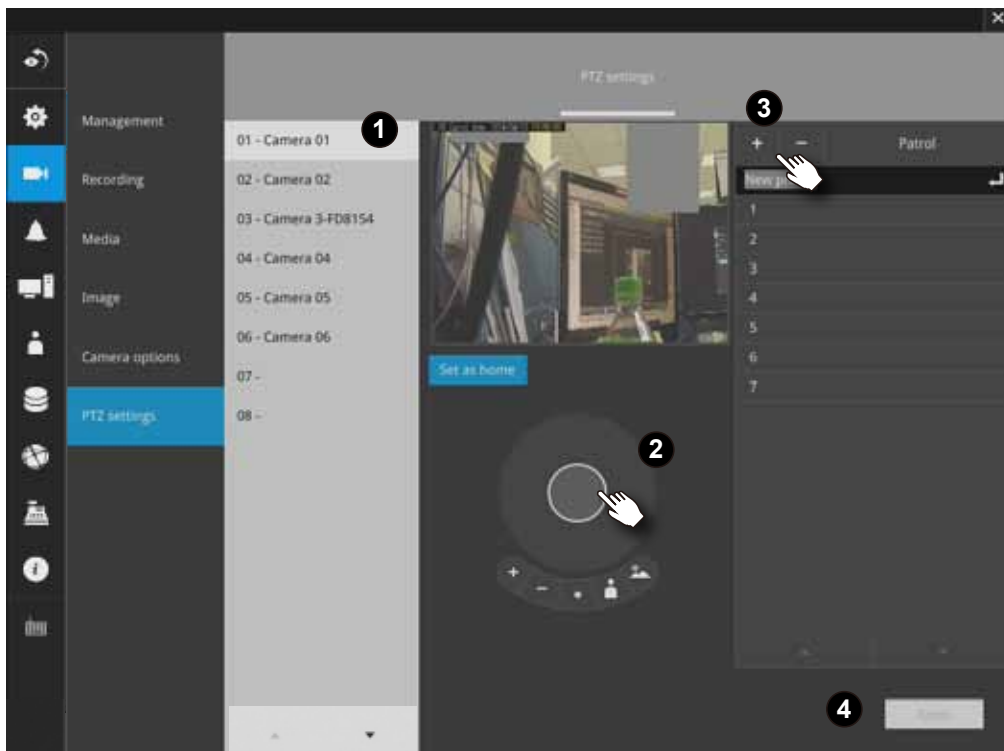 PTZ settings
Management
Recording
Media
Image
Camera options
PTZ settings
1
01 - Camera 01
02 - Camera 02
03 - Camera 3-FD8154
04 - Camera 04
05 - Camera 05
06 - Camera 06
07 -
08 -
Set as home
2
3
+ − Patrol
New
1
2
3
4
5
6
7
+ −
4